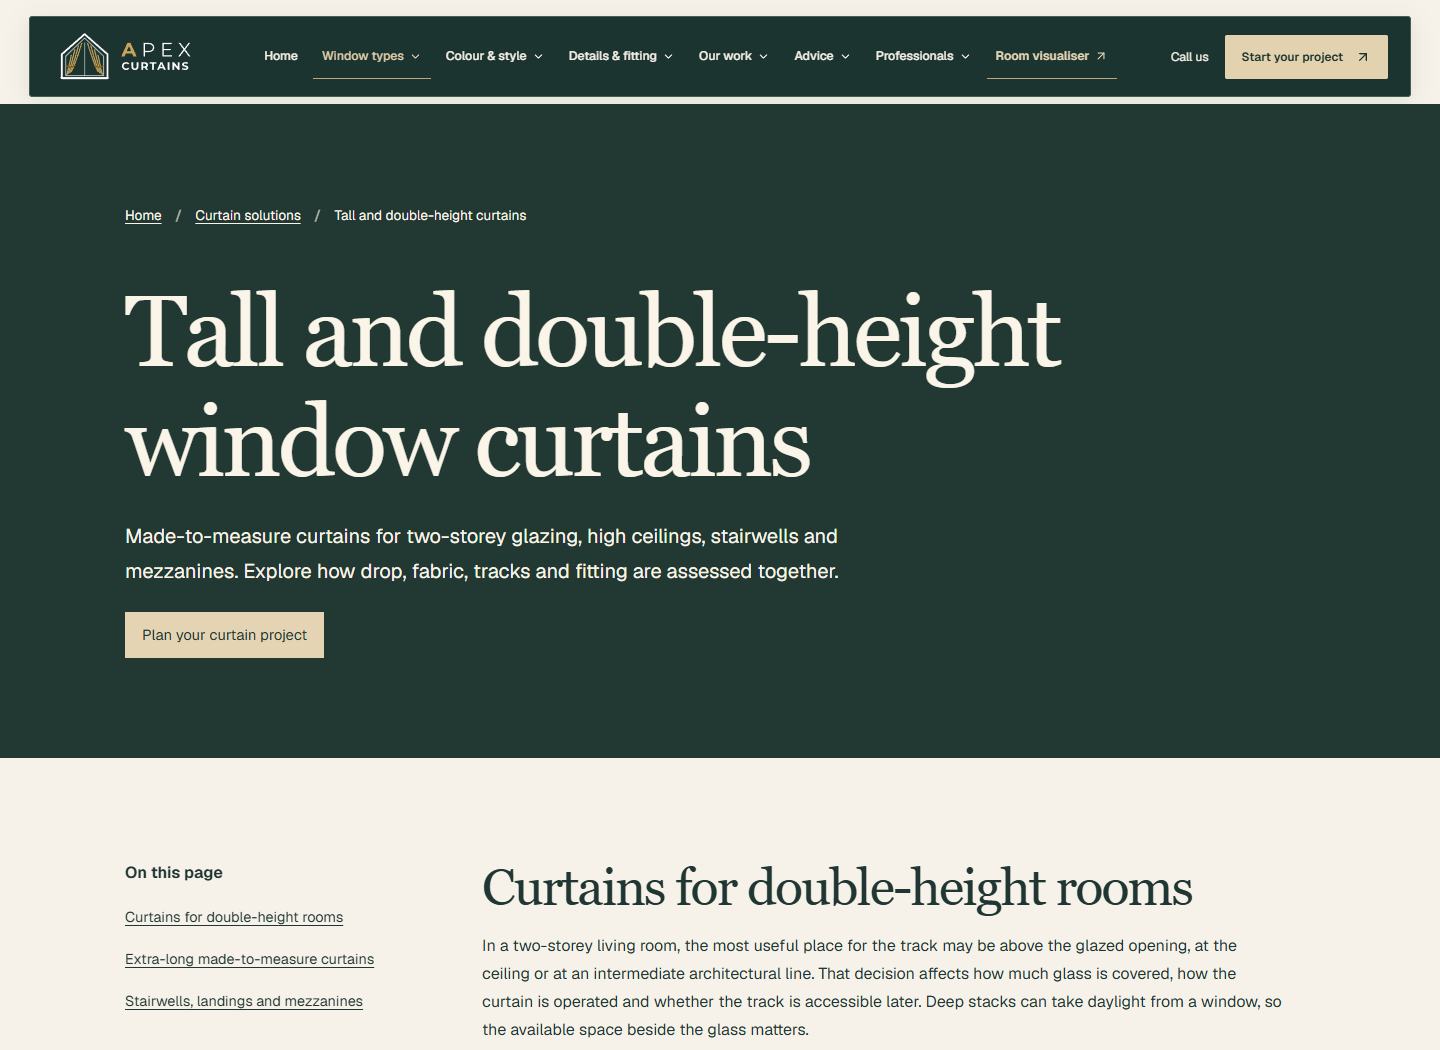 APEX
CURTAINS
Home
Window types
Colour & style
Details & fitting
Our work
Advice
Professionals
Room visualiser
Call us
Start your project
Home / Curtain solutions / Tall and double-height curtains
Tall and double-height
window curtains
Made-to-measure curtains for two-storey glazing, high ceilings, stairwells and
mezzanines. Explore how drop, fabric, tracks and fitting are assessed together.
Plan your curtain project
On this page
Curtains for double-height rooms
Extra-long made-to-measure curtains
Stairwells, landings and mezzanines
Curtains for double-height rooms
In a two-storey living room, the most useful place for the track may be above the glazed opening, at the
ceiling or at an intermediate architectural line. That decision affects how much glass is covered, how the
curtain is operated and whether the track is accessible later. Deep stacks can take daylight from a window, so
the available space beside the glass matters.